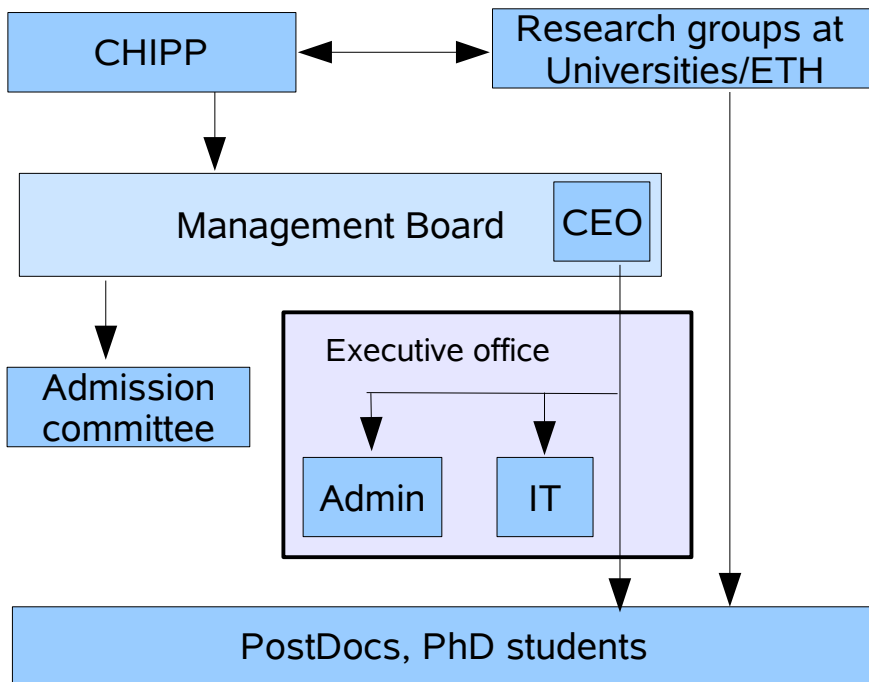 CHIPP
Research groups at
Universities/ETH
Management Board
CEO
Executive office
Admission
committee
Admin
IT
PostDocs, PhD students